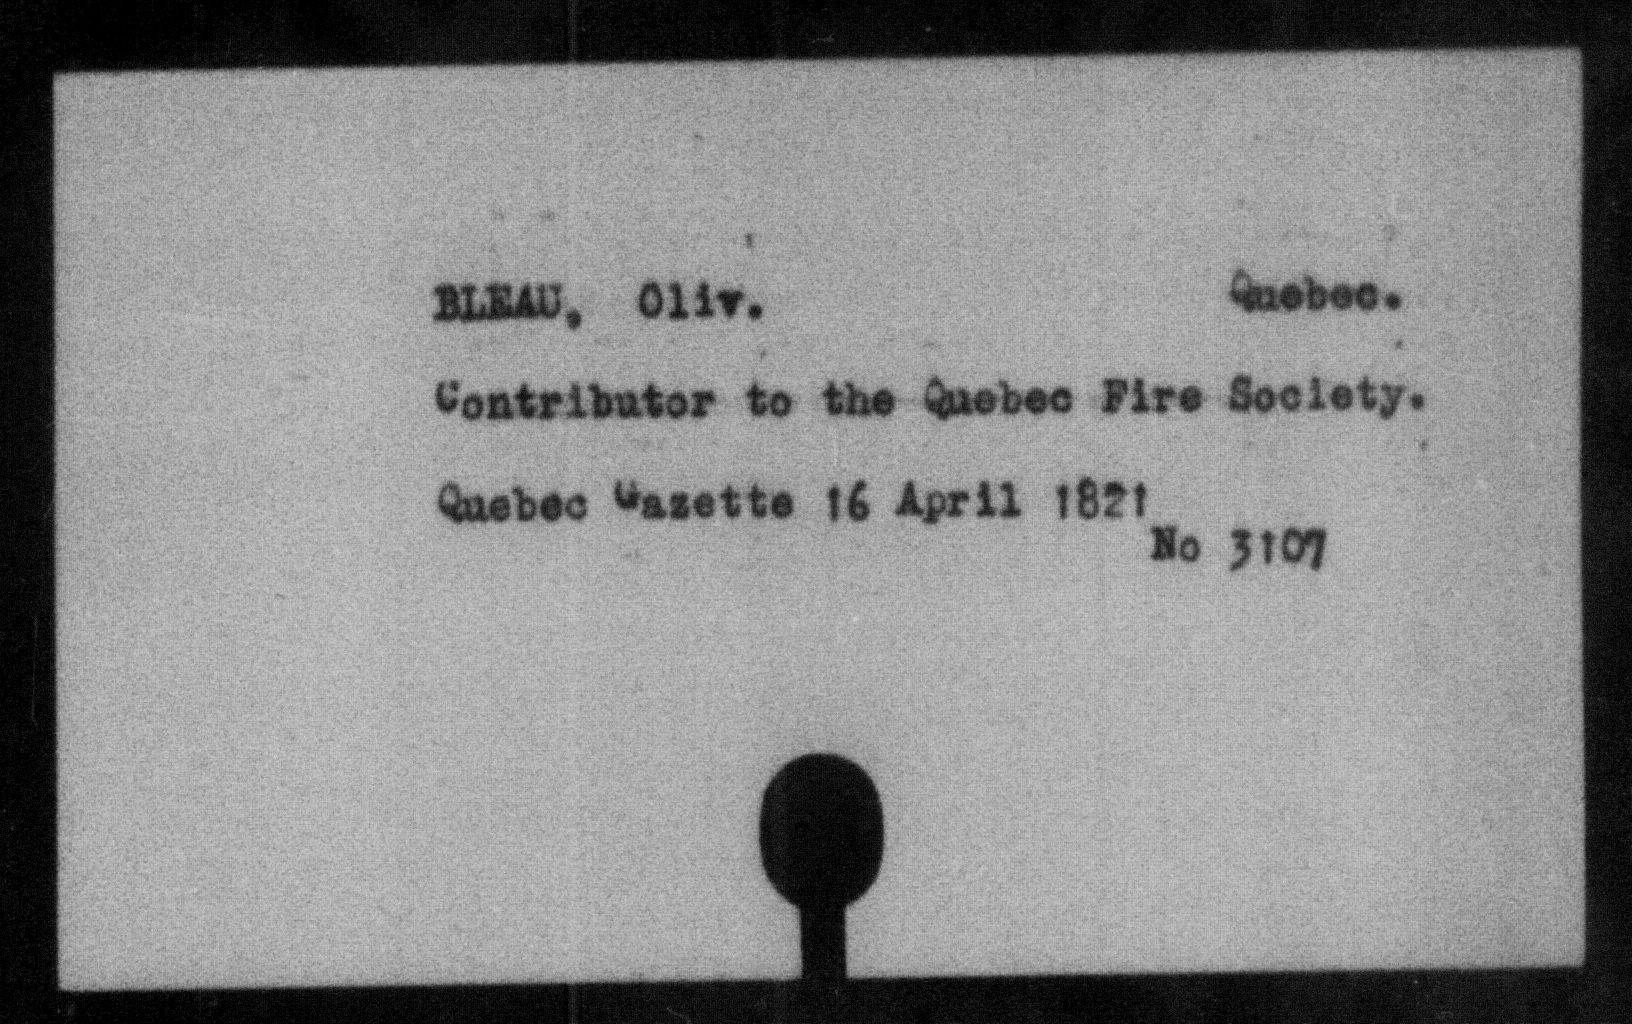 BLEAU, Oliv. Quebec.
Contributor to the Quebec Fire Society.
Quebec Gazette 16 April 1821
No 3107